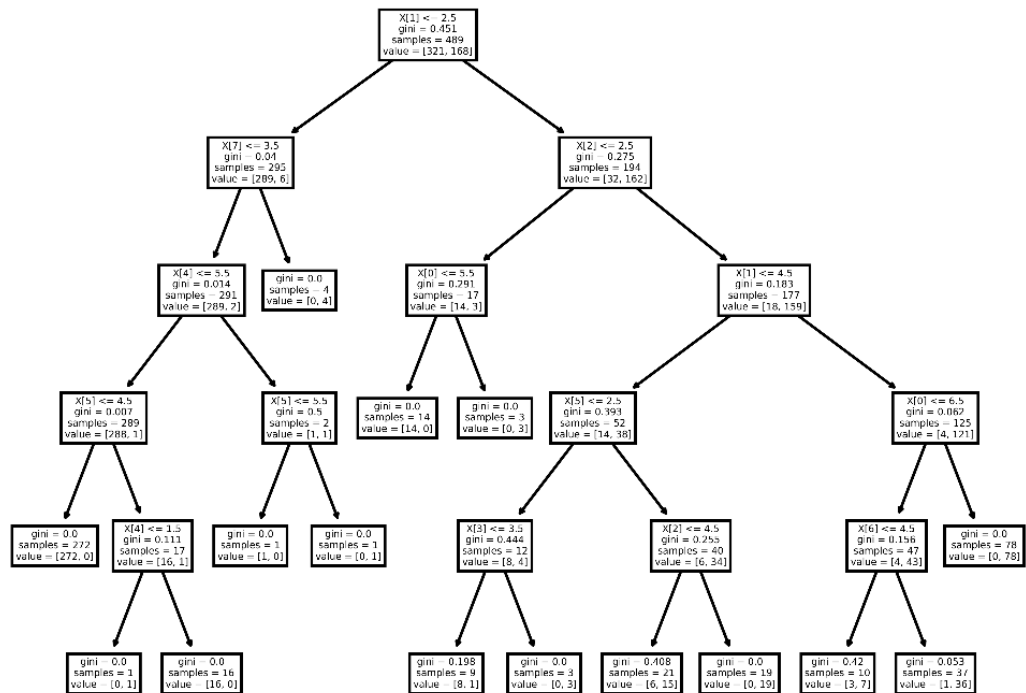 X[1] <= 2.5
gini = 0.451
samples = 489
value = [321, 168]
X[7] <= 3.5
gini = 0.04
samples = 295
value = [289, 6]
X[2] <= 2.5
gini = 0.275
samples = 194
value = [32, 162]
X[4] <= 5.5
gini = 0.014
samples = 291
value = [289, 2]
gini = 0.0
samples = 4
value = [0, 4]
X[0] <= 5.5
gini = 0.291
samples = 17
value = [14, 3]
X[1] <= 4.5
gini = 0.183
samples = 177
value = [18, 159]
X[5] <= 4.5
gini = 0.007
samples = 289
value = [288, 1]
X[5] <= 5.5
gini = 0.5
samples = 2
value = [1, 1]
gini = 0.0
samples = 14
value = [14, 0]
gini = 0.0
samples = 3
value = [0, 3]
X[5] <= 2.5
gini = 0.393
samples = 52
value = [14, 38]
X[0] <= 6.5
gini = 0.062
samples = 125
value = [4, 121]
gini = 0.0
samples = 272
value = [272, 0]
X[4] <= 1.5
gini = 0.111
samples = 17
value = [16, 1]
gini = 0.0
samples = 1
value = [1, 0]
gini = 0.0
samples = 1
value = [0, 1]
X[3] <= 3.5
gini = 0.444
samples = 12
value = [8, 4]
X[2] <= 4.5
gini = 0.255
samples = 40
value = [6, 34]
X[6] <= 4.5
gini = 0.156
samples = 47
value = [4, 43]
gini = 0.0
samples = 78
value = [0, 78]
gini = 0.0
samples = 1
value = [0, 1]
gini = 0.0
samples = 16
value = [16, 0]
gini = 0.198
samples = 9
value = [8, 1]
gini = 0.0
samples = 3
value = [0, 3]
gini = 0.408
samples = 21
value = [6, 15]
gini = 0.0
samples = 19
value = [0, 19]
gini = 0.42
samples = 10
value = [3, 7]
gini = 0.053
samples = 37
value = [1, 36]